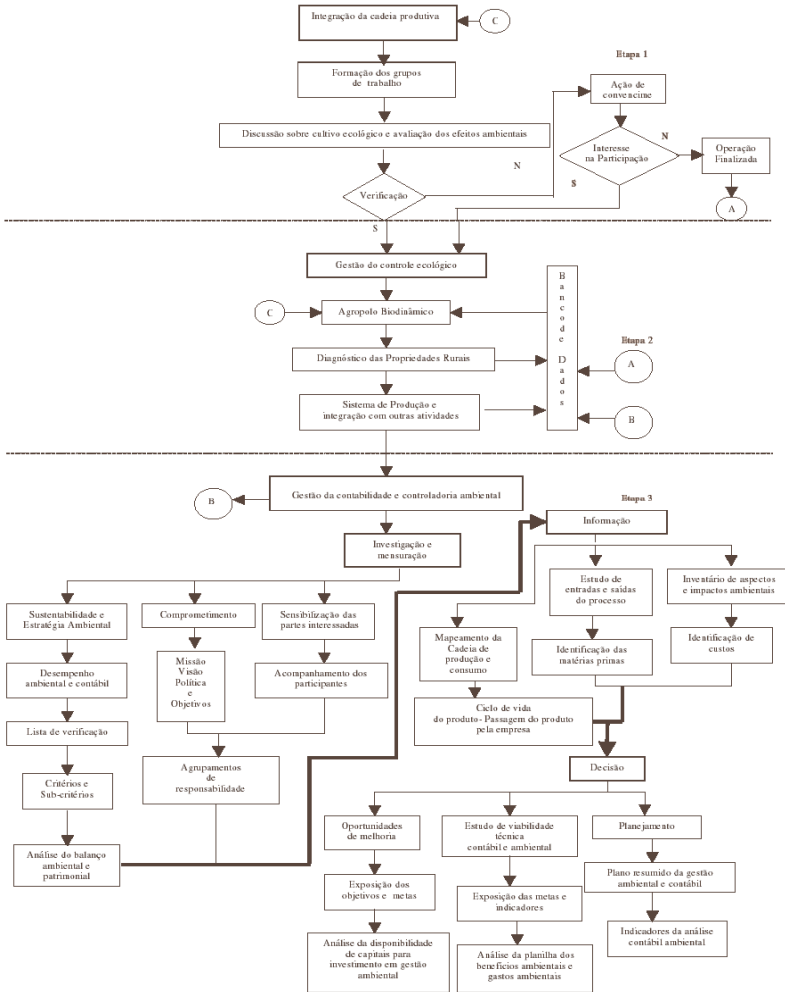 Integração da cadeia produtiva
C
Etapa 1
Formação dos grupos
de trabalho
Ação de
convencime
Discussão sobre cultivo ecológico e avaliação dos efeitos ambientais
N
Interesse
na Participação
Operação
Finalizada
N
S
Verificação
A
S
Gestão do controle ecológico
C
Agropolo Biodinâmico
Banco de Dados
Etapa 2
Diagnóstico das Propriedades Rurais
A
Sistema de Produção e
integração com outras atividades
B
Gestão da contabilidade e controladoria ambiental
B
Etapa 3
Informação
Investigação e
mensuração
Estudo de
entradas e saídas
do processo
Inventário de aspectos
e impactos ambientais
Sustentabilidade e
Estratégia Ambiental
Comprometimento
Sensibilização das
partes interessadas
Mapeamento da
Cadeia de
produção e
consumo
Identificação das
matérias primas
Identificação de
custos
Desempenho
ambiental e contábil
Missão
Visão
Política
e
Objetivos
Acompanhamento dos
participantes
Ciclo de vida
do produto- Passagem do produto
pela empresa
Lista de verificação
Agrupamentos
de
responsabilidade
Decisão
Critérios e
Sub-critérios
Oportunidades
de melhoria
Estudo de viabilidade
técnica
contábil e ambiental
Planejamento
Análise do balanço
ambiental e
patrimonial
Exposição dos
objetivos e metas
Exposição das metas e
indicadores
Plano resumido da gestão
ambiental e contábil
Indicadores da análise
contábil ambiental
Análise da disponibilidade
de capitais para
investimento em gestão
ambiental
Análise da planilha dos
benefícios ambientais e
gastos ambientais